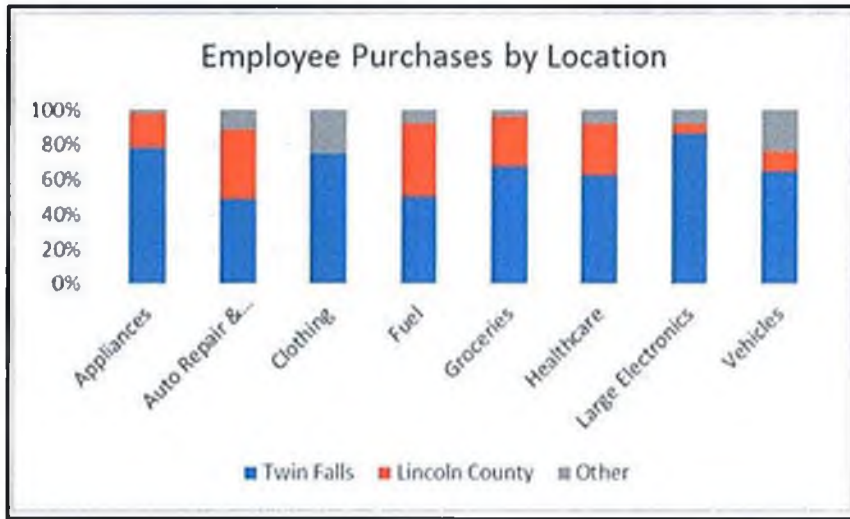 Employee Purchases by Location
100%
80%
60%
40%
20%
0%
Appliances
Auto Repair &...
Clothing
Fuel
Groceries
Healthcare
Large Electronics
Vehicles
Twin Falls Lincoln County Other